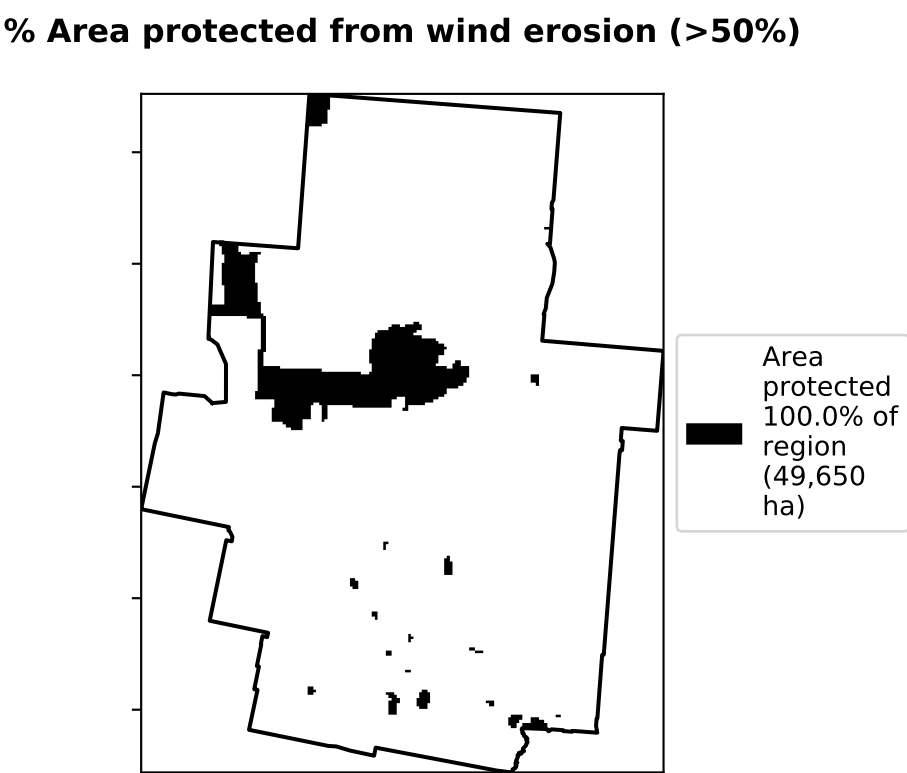 % Area protected from wind erosion (>50%)
Area
protected
100.0% of
region
(49,650
ha)